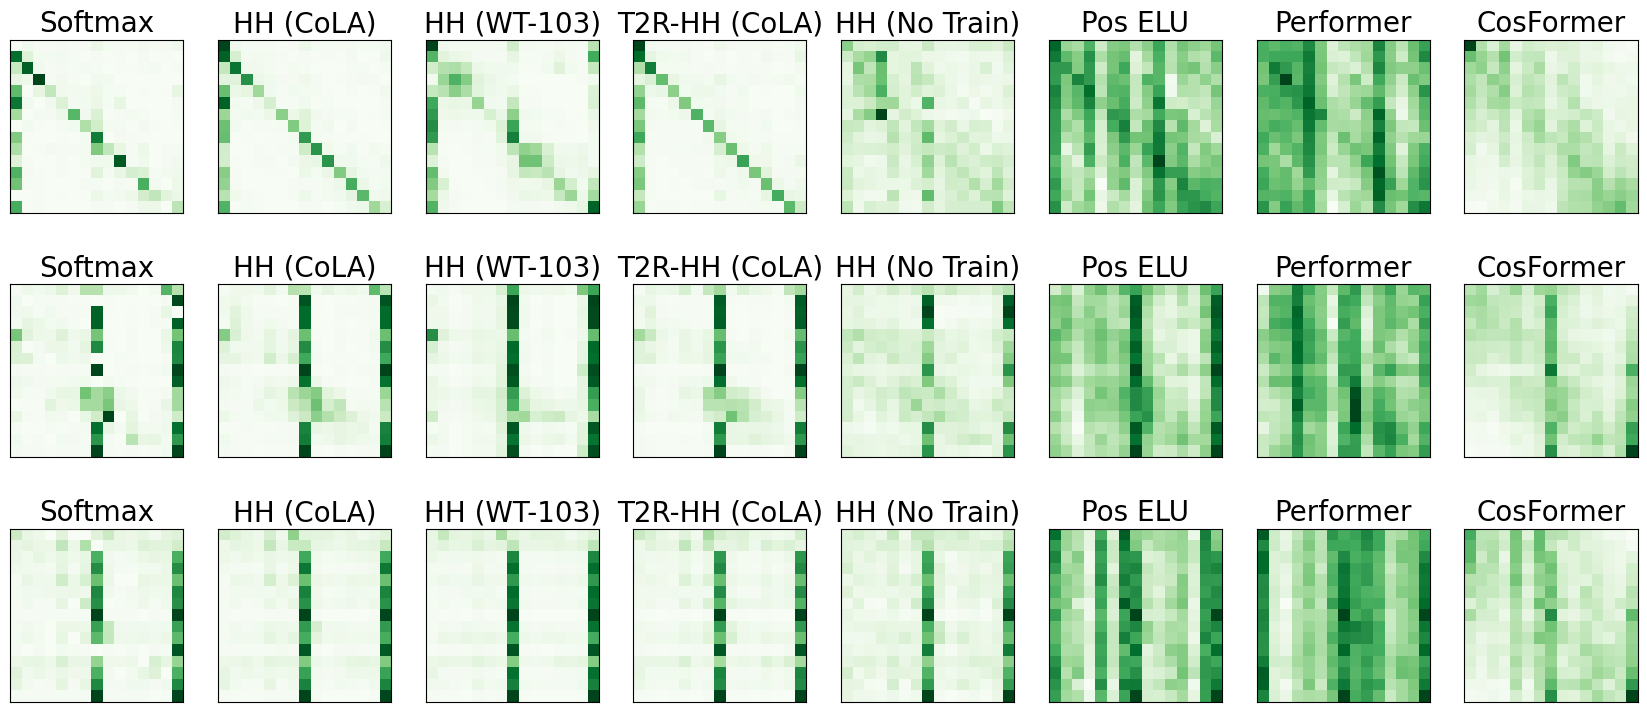 Softmax HH (CoLA) HH (WT-103) T2R-HH (CoLA) HH (No Train) Pos ELU Performer CosFormer
Softmax HH (CoLA) HH (WT-103) T2R-HH (CoLA) HH (No Train) Pos ELU Performer CosFormer
Softmax HH (CoLA) HH (WT-103) T2R-HH (CoLA) HH (No Train) Pos ELU Performer CosFormer